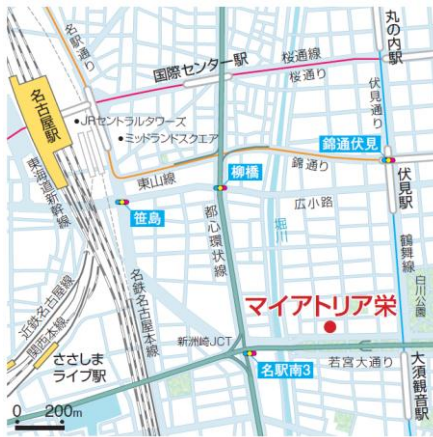 名駅通り
国際センター駅
桜通線
桜通り
丸の内駅
伏見通り
名古屋駅
●JRセントラルタワーズ
●ミッドランドスクエア
錦通伏見
錦通り
東海道新幹線
東山線
柳橋
伏見駅
笹島
広小路
都心環状線
堀川
鶴舞線
白川公園
名鉄名古屋本線
マイアトリア栄
近鉄名古屋線
関西本線
新洲崎JCT
ささしま
ライブ駅
名駅南3
若宮大通り
大須観音駅
0 200m